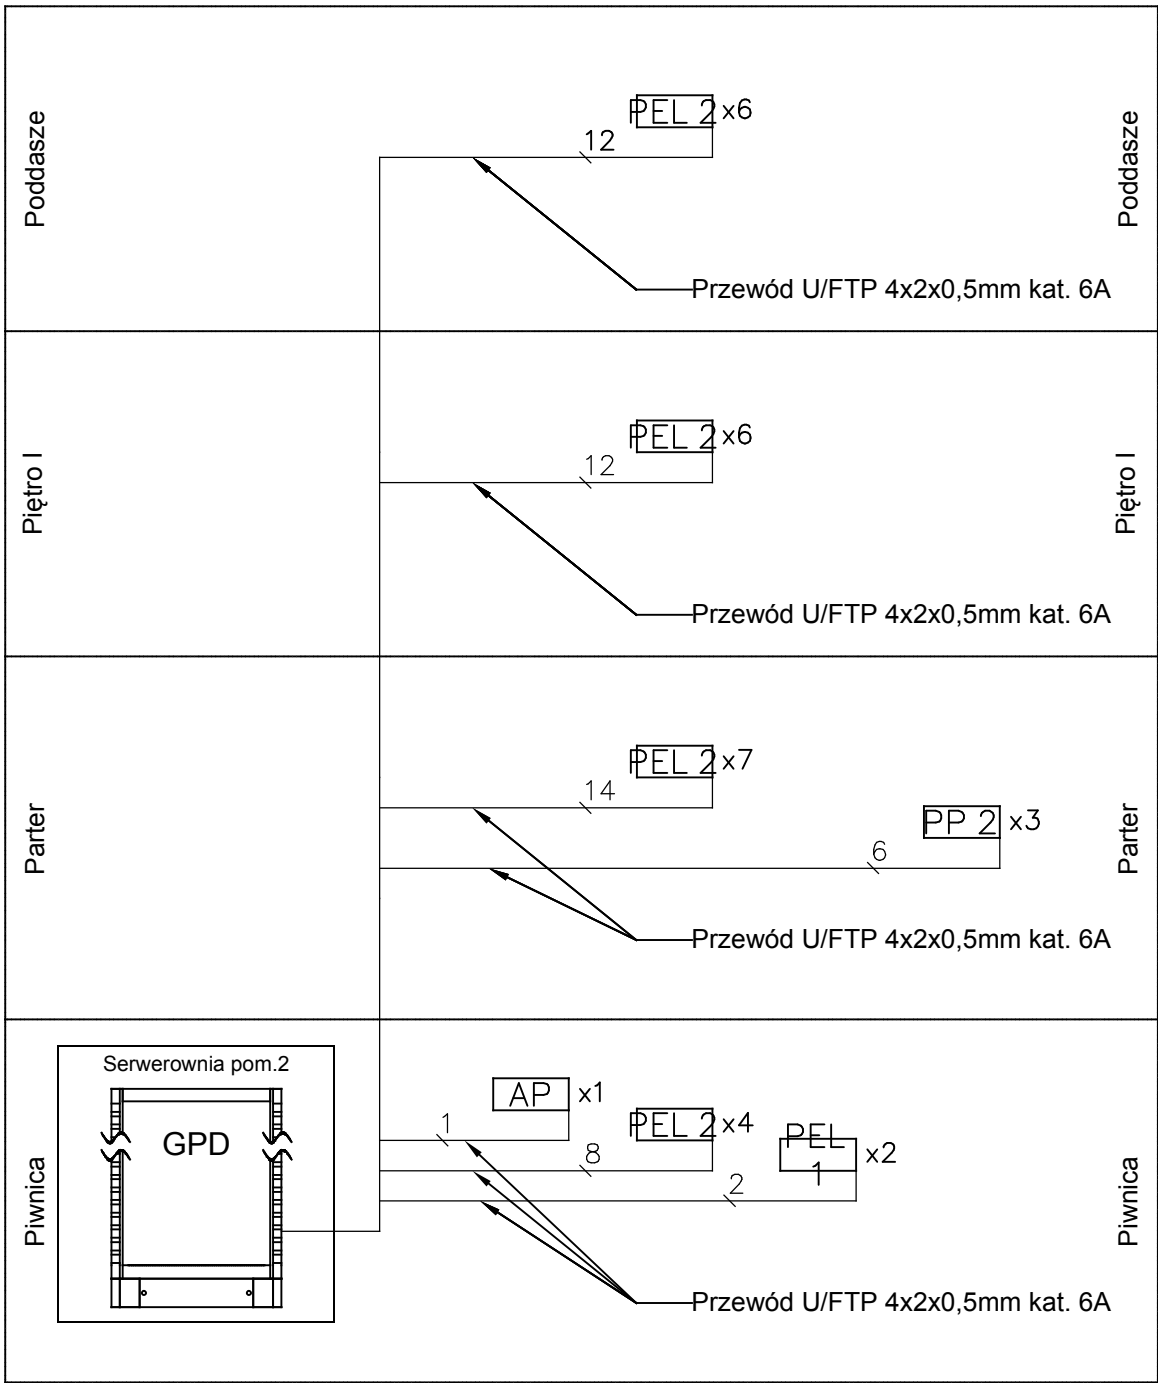 Poddasze
PEL 2 x6
12
Przewód U/FTP 4x2x0,5mm kat. 6A
Poddasze
Piętro I
PEL 2 x6
12
Przewód U/FTP 4x2x0,5mm kat. 6A
Piętro I
Parter
PEL 2 x7
14
PP 2 x3
6
Przewód U/FTP 4x2x0,5mm kat. 6A
Parter
Piwnica
Serwerownia pom.2
GPD
AP x1
1
PEL 2 x4
8
PEL
1
x2
2
Przewód U/FTP 4x2x0,5mm kat. 6A
Piwnica